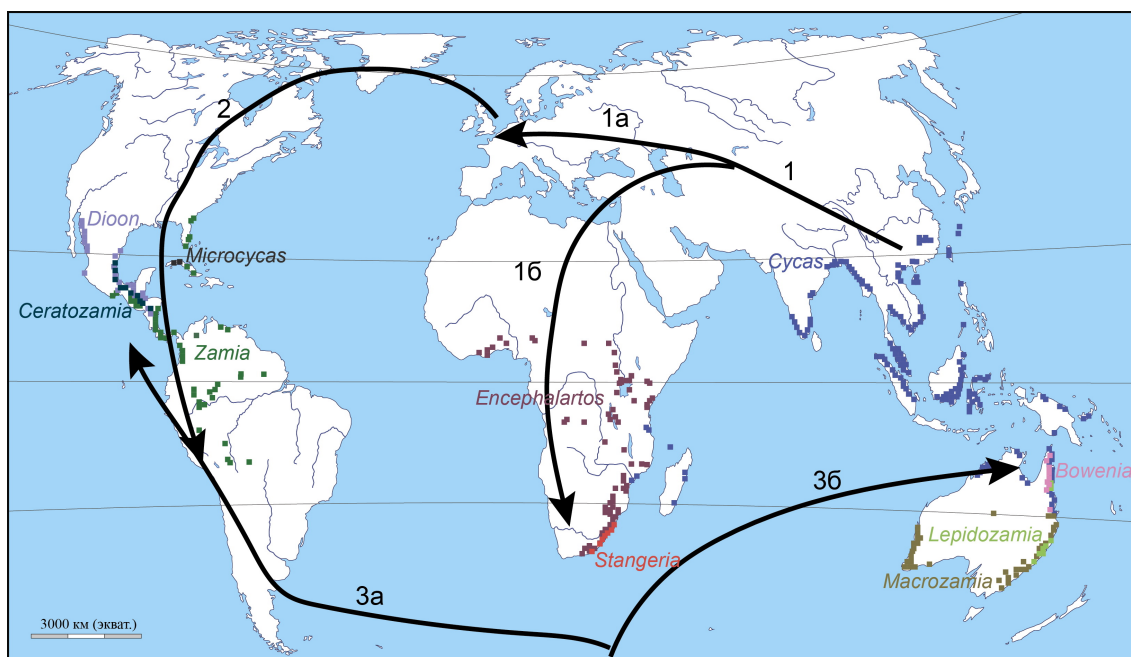 2
1а
1
Dioon
Microcycas
1б
Cycas
Ceratozamia
Zamia
Encephalartos
3б
Bowenia
Lepidozamia
Stangeria
Macrozamia
3а
3000 км (экват.)